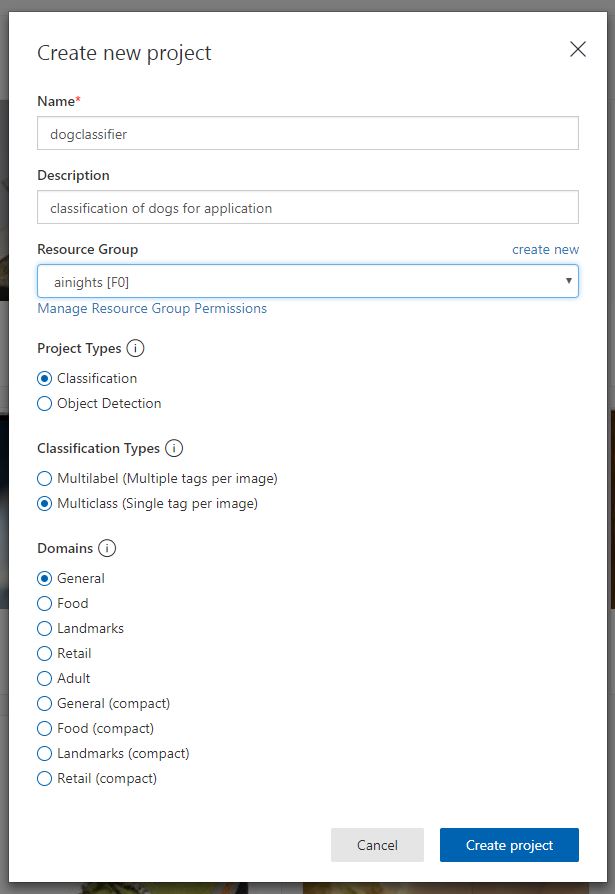 Create new project
Name*
dogclassifier
Description
classification of dogs for application
Resource Group create new
ainights [F0]
Manage Resource Group Permissions
Project Types i
Classification
Object Detection
Classification Types i
Multilabel (Multiple tags per image)
Multiclass (Single tag per image)
Domains i
General
Food
Landmarks
Retail
Adult
General (compact)
Food (compact)
Landmarks (compact)
Retail (compact)
Cancel Create project